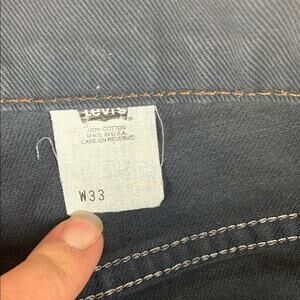 Levi's
100% COTTON
MADE IN U.S.A.
CARE ON REVERSE
W33